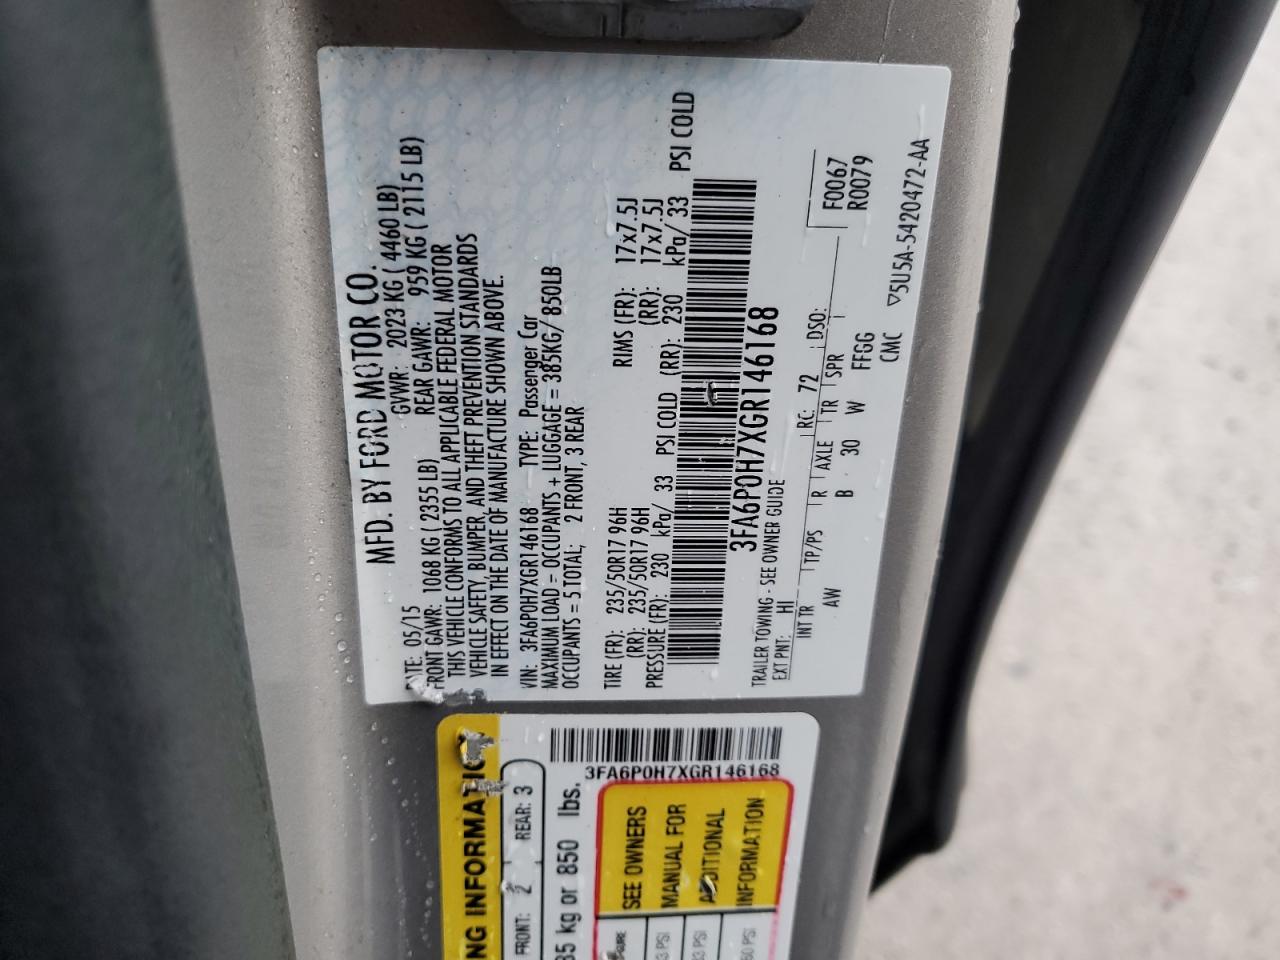 MFD. BY FORD MOTOR CO.
05/15 GVWR: 2023 KG ( 4460 LB)
FRONT GAWR: 1068 KG ( 2355 LB) REAR GAWR: 959 KG ( 2115 LB)
THIS VEHICLE CONFORMS TO ALL APPLICABLE FEDERAL MOTOR
VEHICLE SAFETY, BUMPER, AND THEFT PREVENTION STANDARDS
IN EFFECT ON THE DATE OF MANUFACTURE SHOWN ABOVE.
VIN: 3FA6P0H7XGR146168 TYPE: Passenger Car
MAXIMUM LOAD = OCCUPANTS + LUGGAGE = 385KG/ 850LB
OCCUPANTS = 5 TOTAL; 2 FRONT, 3 REAR
TIRE (FR): 235/50R17 96H RIMS (FR): 17x7.5J
(RR): 235/50R17 96H (RR): 17x7.5J
PRESSURE (FR): 230 kPa/ 33 PSI COLD (RR): 230 kPa/ 33 PSI COLD
3FA6P0H7XGR146168
TRAILER TOWING - SEE OWNER GUIDE F0067
EXT PNT: HI RC: 72 DSO: R0079
INT TR TP/PS R AXLE TR SPR
AW B 30 W FFGG
CMC ▽5U5A-5420472-AA
3FA6P0H7XGR146168
FRONT: 2 REAR: 3
or 850 lbs.
SEE OWNERS
MANUAL FOR
ADDITIONAL
INFORMATION
PSI
PSI
60 PSI